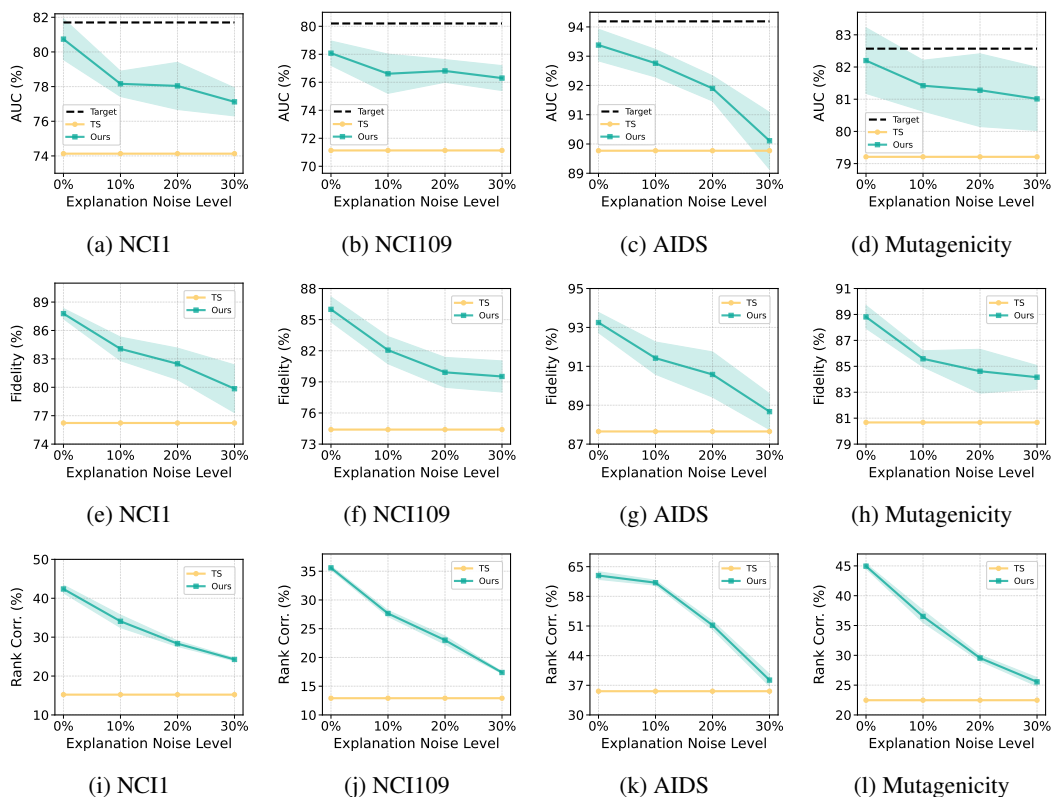 82
80
78
76
74
AUC (%)
Target
TS
Ours
0% 10% 20% 30%
Explanation Noise Level
(a) NCI1
80
78
76
74
72
70
AUC (%)
Target
TS
Ours
0% 10% 20% 30%
Explanation Noise Level
(b) NCI109
94
93
92
91
90
89
AUC (%)
Target
TS
Ours
0% 10% 20% 30%
Explanation Noise Level
(c) AIDS
83
82
81
80
79
AUC (%)
Target
TS
Ours
0% 10% 20% 30%
Explanation Noise Level
(d) Mutagenicity
89
86
83
80
77
74
Fidelity (%)
TS
Ours
0% 10% 20% 30%
Explanation Noise Level
(e) NCI1
88
85
82
79
76
73
Fidelity (%)
TS
Ours
0% 10% 20% 30%
Explanation Noise Level
(f) NCI109
95
93
91
89
87
Fidelity (%)
TS
Ours
0% 10% 20% 30%
Explanation Noise Level
(g) AIDS
91
89
87
85
83
81
79
Fidelity (%)
TS
Ours
0% 10% 20% 30%
Explanation Noise Level
(h) Mutagenicity
50
40
30
20
10
Rank Corr. (%)
TS
Ours
0% 10% 20% 30%
Explanation Noise Level
(i) NCI1
35
30
25
20
15
10
Rank Corr. (%)
TS
Ours
0% 10% 20% 30%
Explanation Noise Level
(j) NCI109
65
58
51
44
37
30
Rank Corr. (%)
TS
Ours
0% 10% 20% 30%
Explanation Noise Level
(k) AIDS
45
40
35
30
25
20
Rank Corr. (%)
TS
Ours
0% 10% 20% 30%
Explanation Noise Level
(l) Mutagenicity